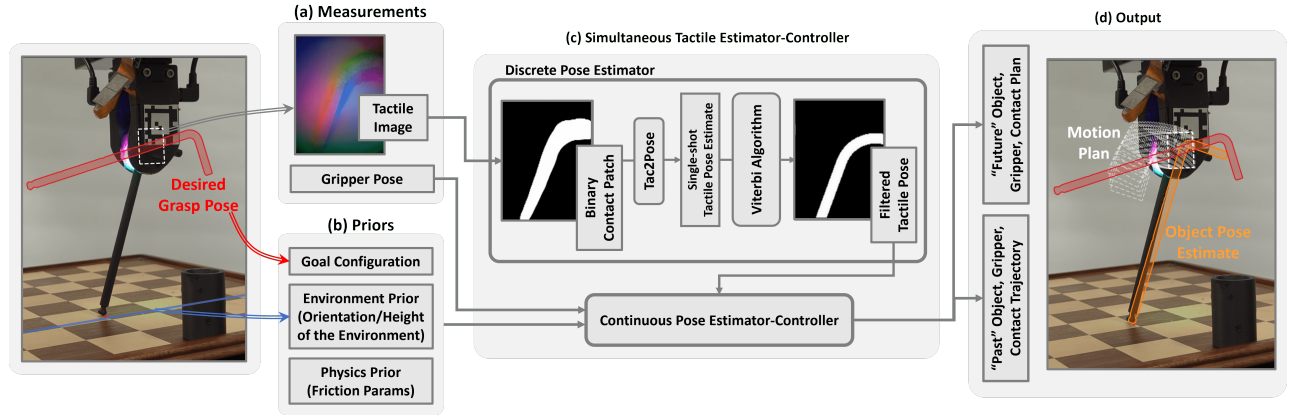 (a) Measurements
Tactile
Image
Gripper Pose
Desired
Grasp Pose
(b) Priors
Goal Configuration
Environment Prior
(Orientation/Height
of the Environment)
Physics Prior
(Friction Params)
(c) Simultaneous Tactile Estimator-Controller
Discrete Pose Estimator
Binary
Contact Patch
Tac2Pose
Single-shot
Tactile Pose Estimate
Viterbi Algorithm
Filtered
Tactile Pose
Continuous Pose Estimator-Controller
(d) Output
“Future” Object,
Gripper, Contact Plan
“Past” Object, Gripper,
Contact Trajectory
Motion
Plan
Object Pose
Estimate